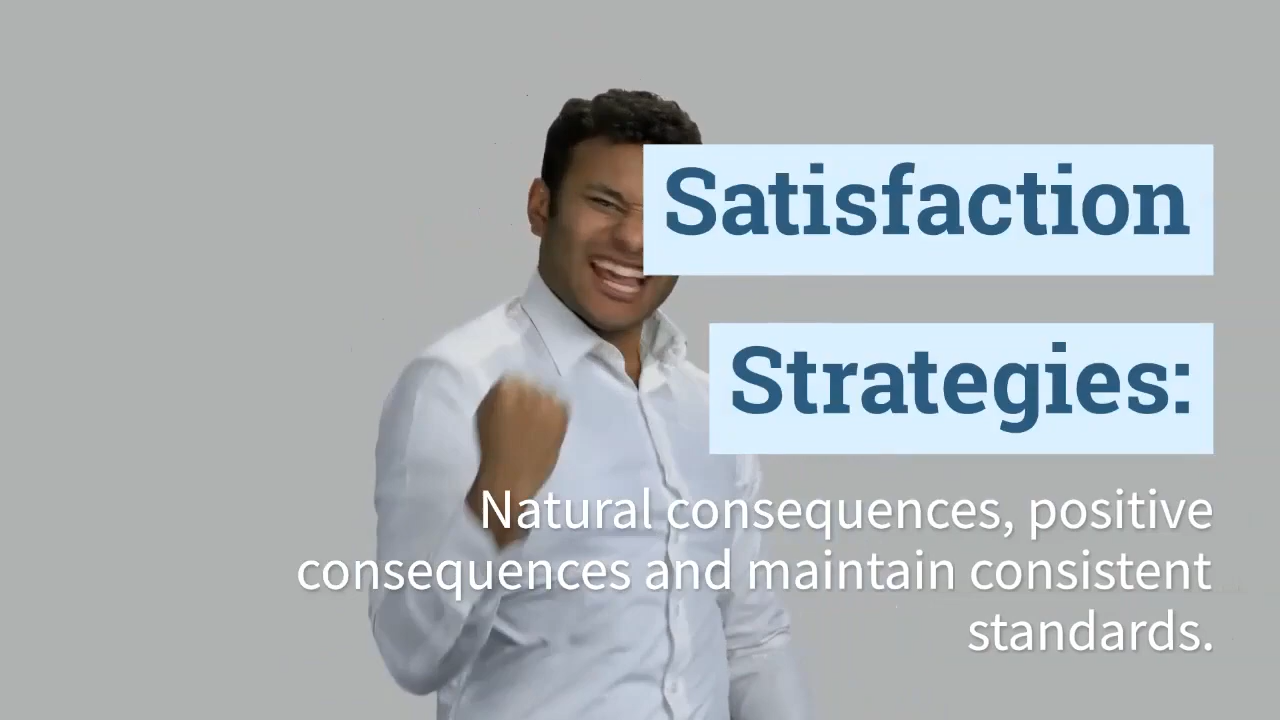 Satisfaction
Strategies:
Natural consequences, positive
consequences and maintain consistent
standards.